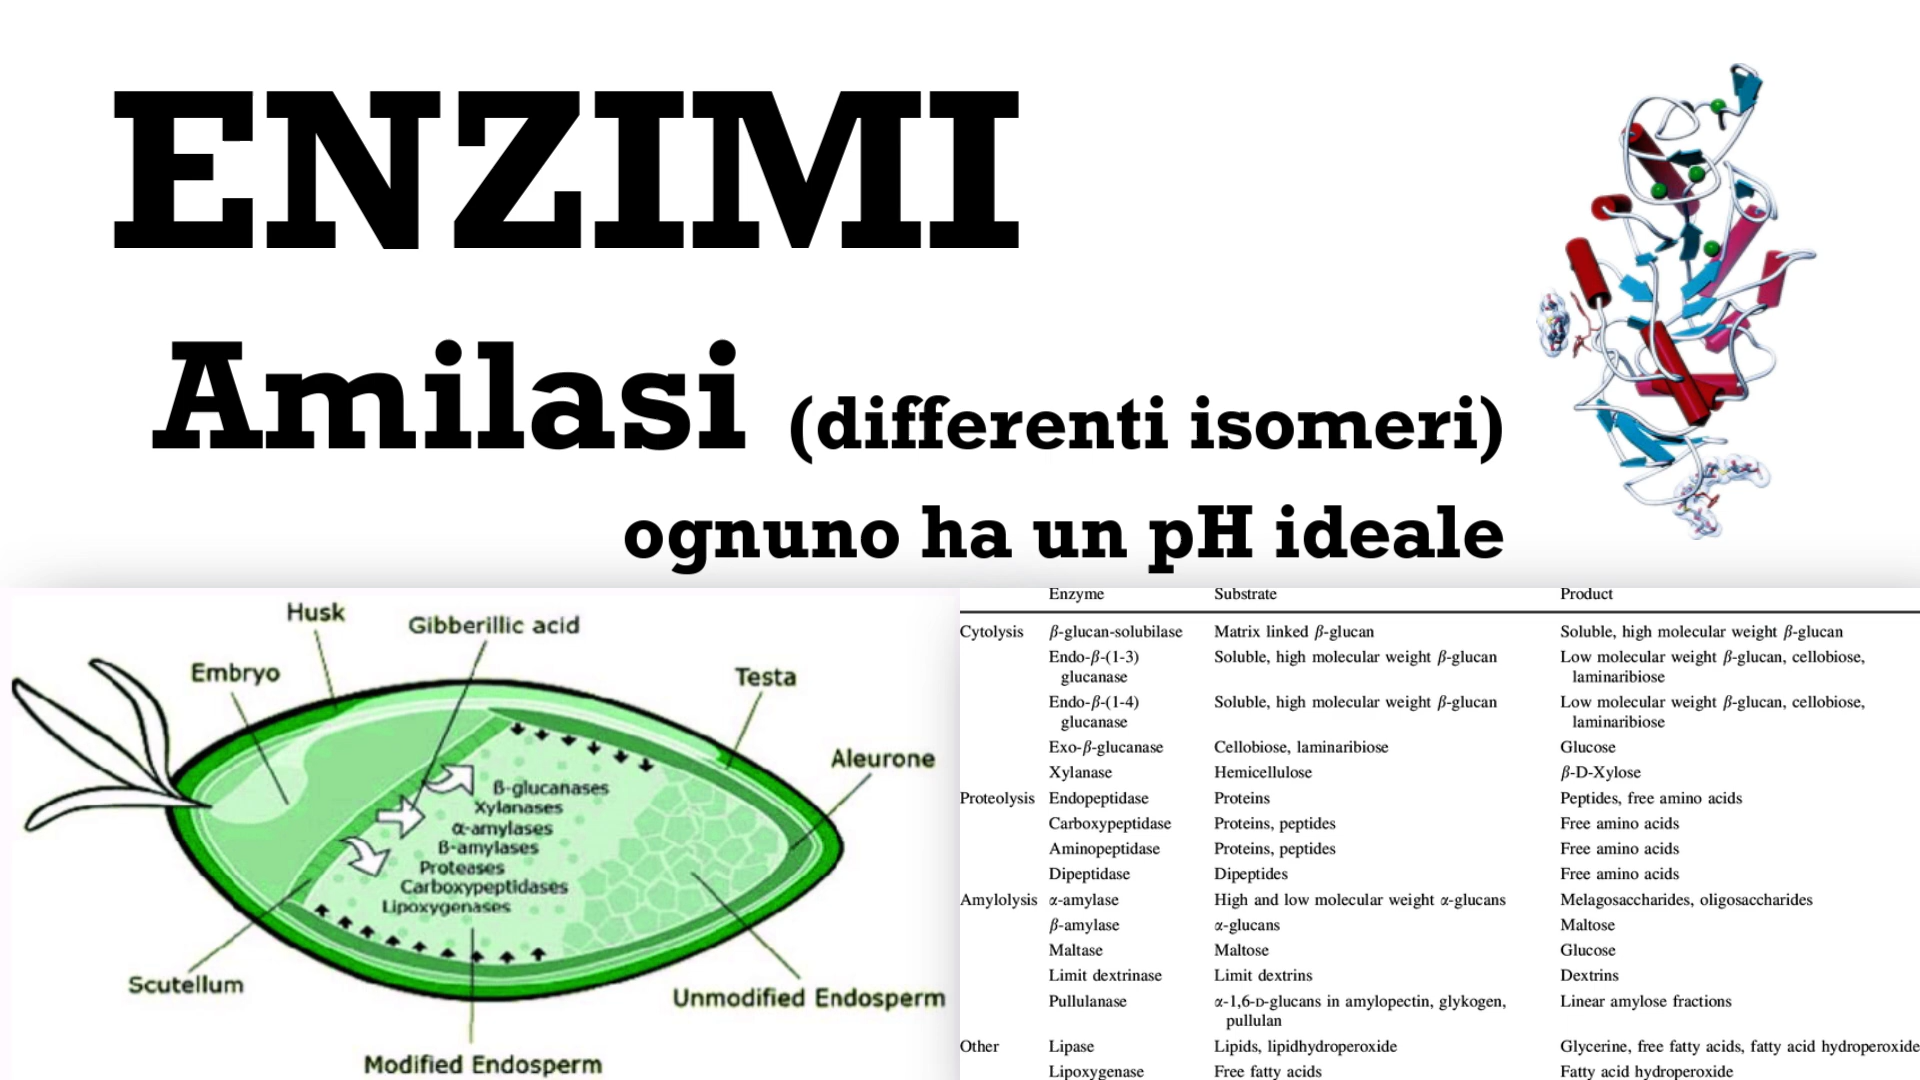 ENZIMI
Amilasi (differenti isomeri)
ognuno ha un pH ideale
Husk
Gibberillic acid
Embryo
Testa
Aleurone
β-glucanases
Xylanases
α-amylases
β-amylases
Proteases
Carboxypeptidases
Lipoxygenases
Scutellum
Unmodified Endosperm
Modified Endosperm
Enzyme Substrate Product
Cytolysis β-glucan-solubilase Matrix linked β-glucan Soluble, high molecular weight β-glucan
Endo-β-(1-3) Soluble, high molecular weight β-glucan Low molecular weight β-glucan, cellobiose,
glucanase laminaribiose
Endo-β-(1-4) Soluble, high molecular weight β-glucan Low molecular weight β-glucan, cellobiose,
glucanase laminaribiose
Exo-β-glucanase Cellobiose, laminaribiose Glucose
Xylanase Hemicellulose β-D-Xylose
Proteolysis Endopeptidase Proteins Peptides, free amino acids
Carboxypeptidase Proteins, peptides Free amino acids
Aminopeptidase Proteins, peptides Free amino acids
Dipeptidase Dipeptides Free amino acids
Amylolysis α-amylase High and low molecular weight α-glucans Melagosaccharides, oligosaccharides
β-amylase α-glucans Maltose
Maltase Maltose Glucose
Limit dextrinase Limit dextrins Dextrins
Pullulanase α-1,6-D-glucans in amylopectin, glykogen, Linear amylose fractions
pullulan
Other Lipase Lipids, lipidhydroperoxide Glycerine, free fatty acids, fatty acid hydroperoxide
Lipoxygenase Free fatty acids Fatty acid hydroperoxide